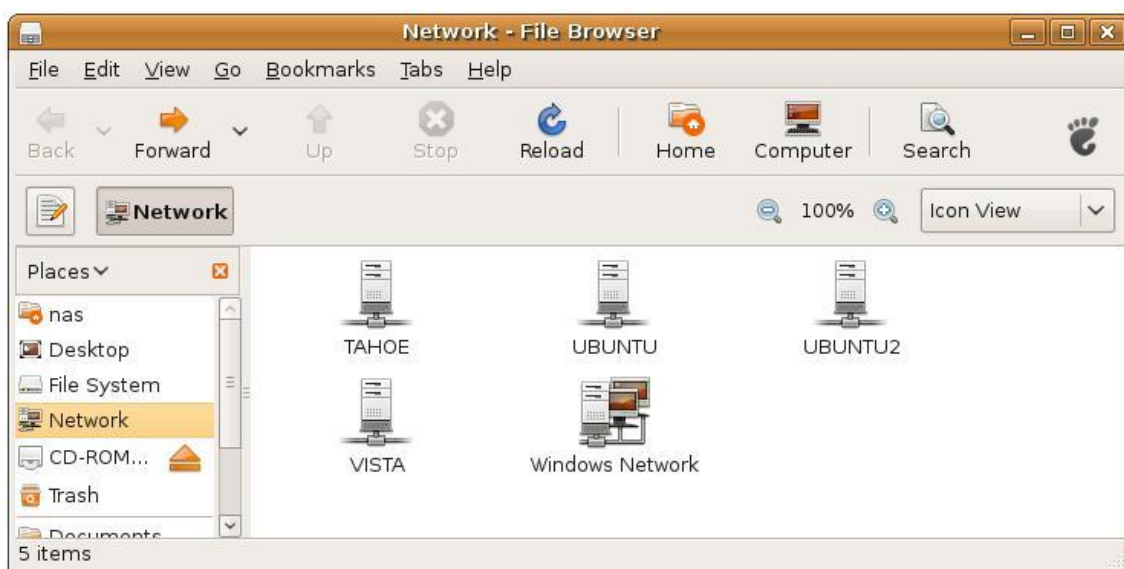 Network - File Browser
File Edit View Go Bookmarks Tabs Help
Back Forward Up Stop Reload Home Computer Search
Network 100% Icon View
Places
nas
Desktop
File System
Network
CD-ROM...
Trash
Documents
TAHOE UBUNTU UBUNTU2
VISTA Windows Network
5 items